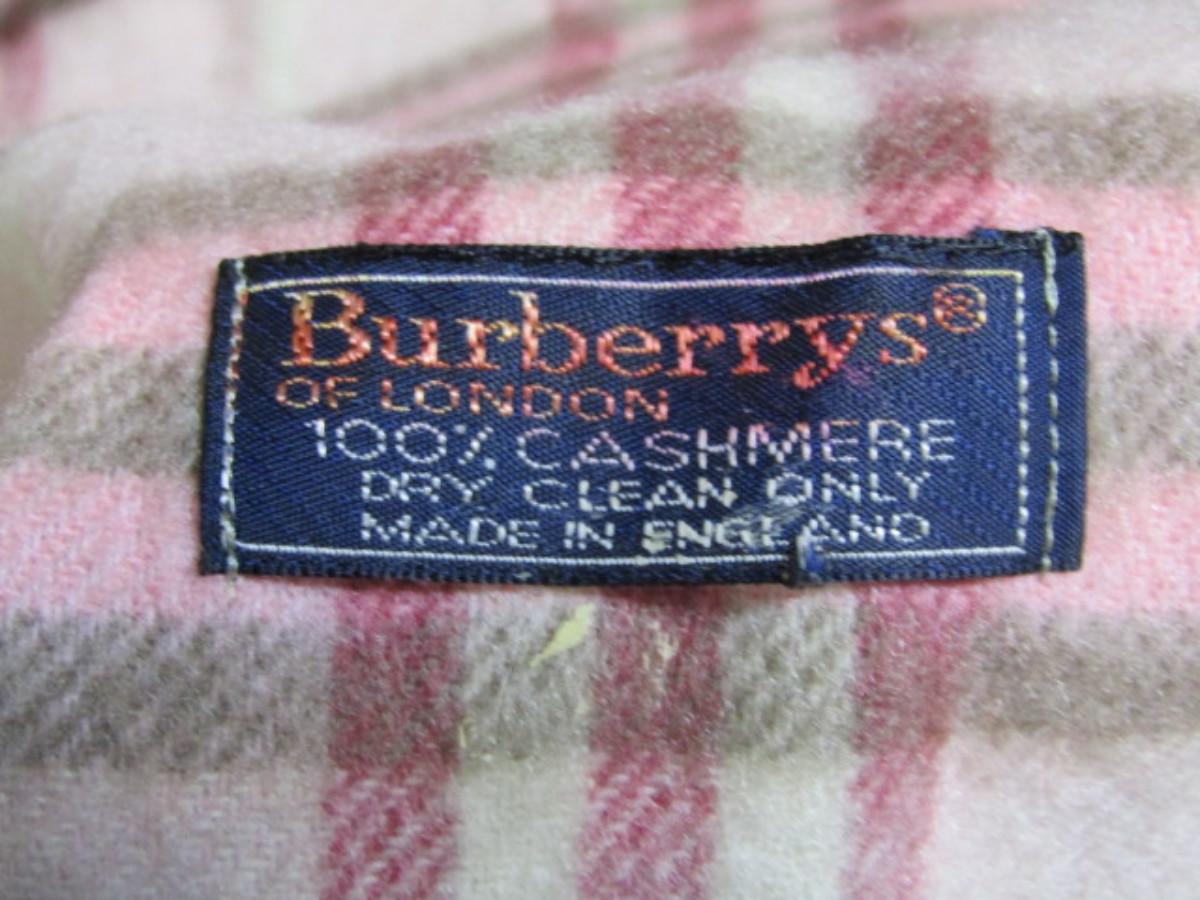 Burberrys®
OF LONDON
100% CASHMERE
DRY CLEAN ONLY
MADE IN ENGLAND